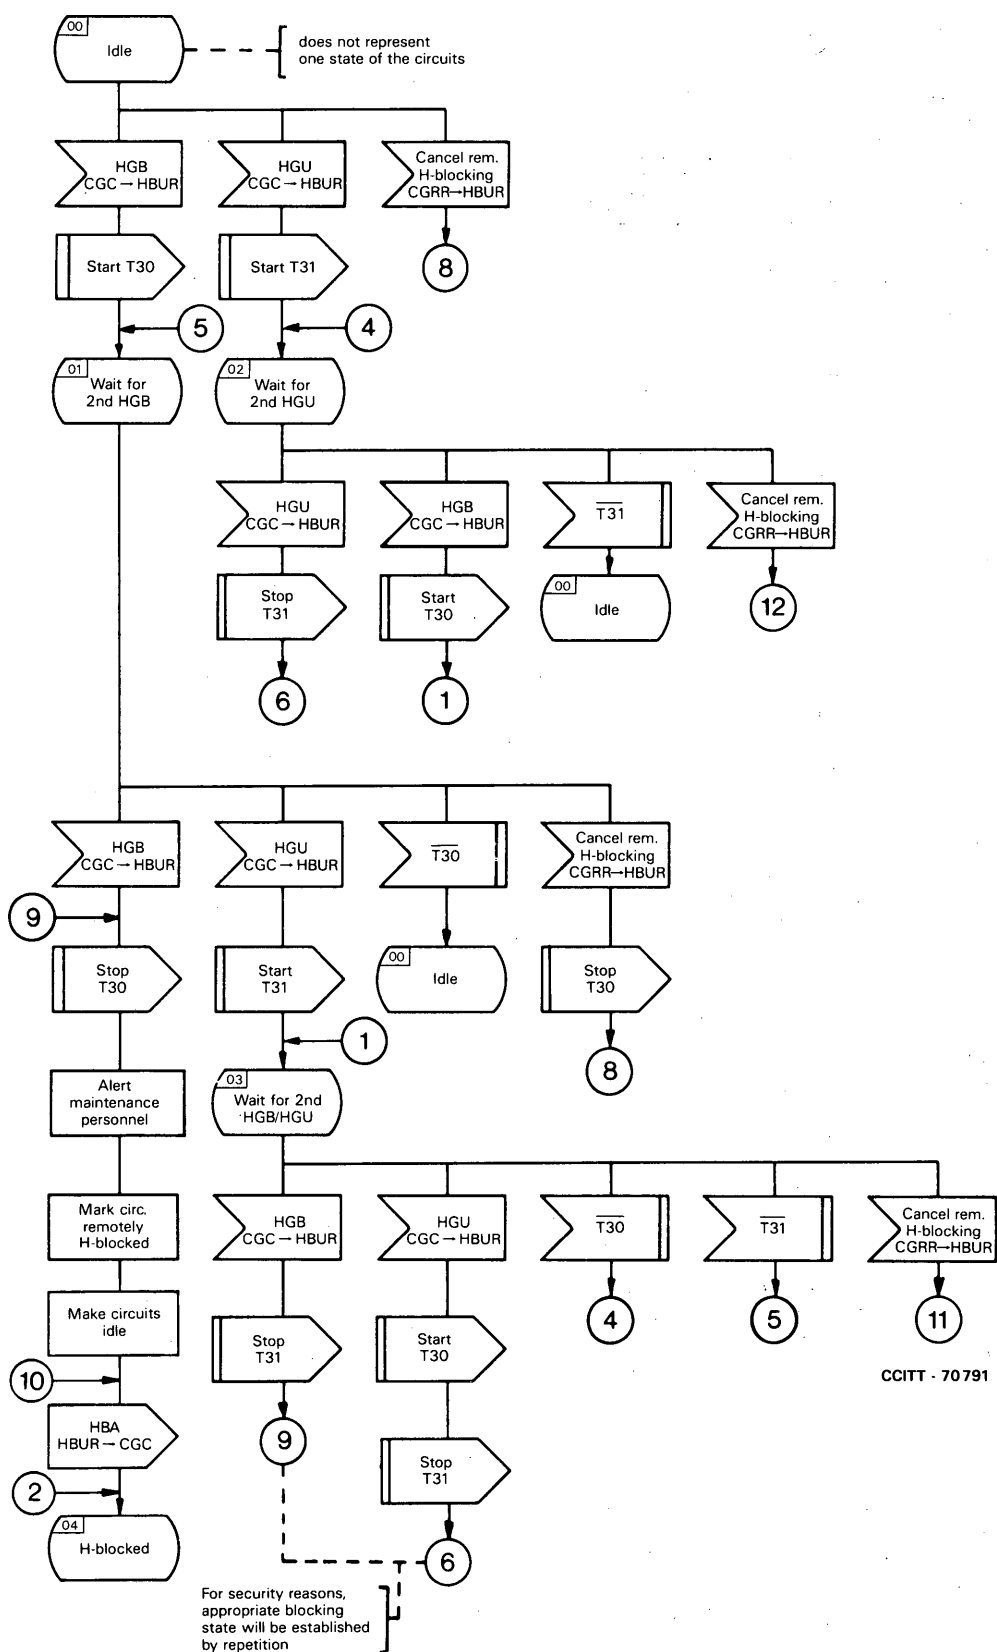 00
Idle
does not represent
one state of the circuits
HGB
CGC → HBUR
HGU
CGC → HBUR
Cancel rem.
H-blocking
CGRR→HBUR
Start T30
Start T31
8
5
4
01
Wait for
2nd HGB
02
Wait for
2nd HGU
HGU
CGC → HBUR
HGB
CGC → HBUR
T31
Cancel rem.
H-blocking
CGRR→HBUR
Stop
T31
Start
T30
00
Idle
12
6
1
HGB
CGC → HBUR
HGU
CGC → HBUR
T30
Cancel rem.
H-blocking
CGRR→HBUR
9
Stop
T30
Start
T31
00
Idle
Stop
T30
1
8
Alert
maintenance
personnel
03
Wait for 2nd
HGB/HGU
Mark circ.
remotely
H-blocked
HGB
CGC → HBUR
HGU
CGC → HBUR
T30
T31
Cancel rem.
H-blocking
CGRR→HBUR
Make circuits
idle
Stop
T31
Start
T30
4
5
11
CCITT - 70 791
10
HBA
HBUR → CGC
9
Stop
T31
2
04
H-blocked
6
For security reasons,
appropriate blocking
state will be established
by repetition